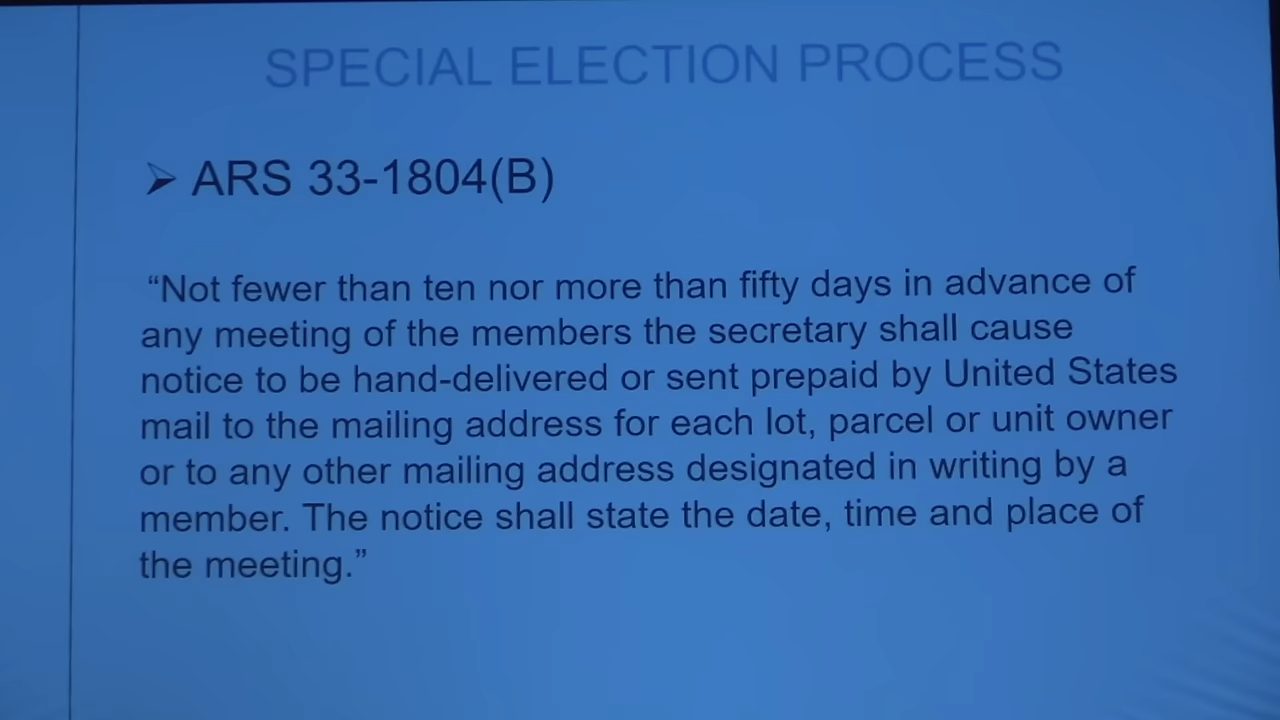 SPECIAL ELECTION PROCESS
➢ ARS 33-1804(B)
“Not fewer than ten nor more than fifty days in advance of
any meeting of the members the secretary shall cause
notice to be hand-delivered or sent prepaid by United States
mail to the mailing address for each lot, parcel or unit owner
or to any other mailing address designated in writing by a
member. The notice shall state the date, time and place of
the meeting.”